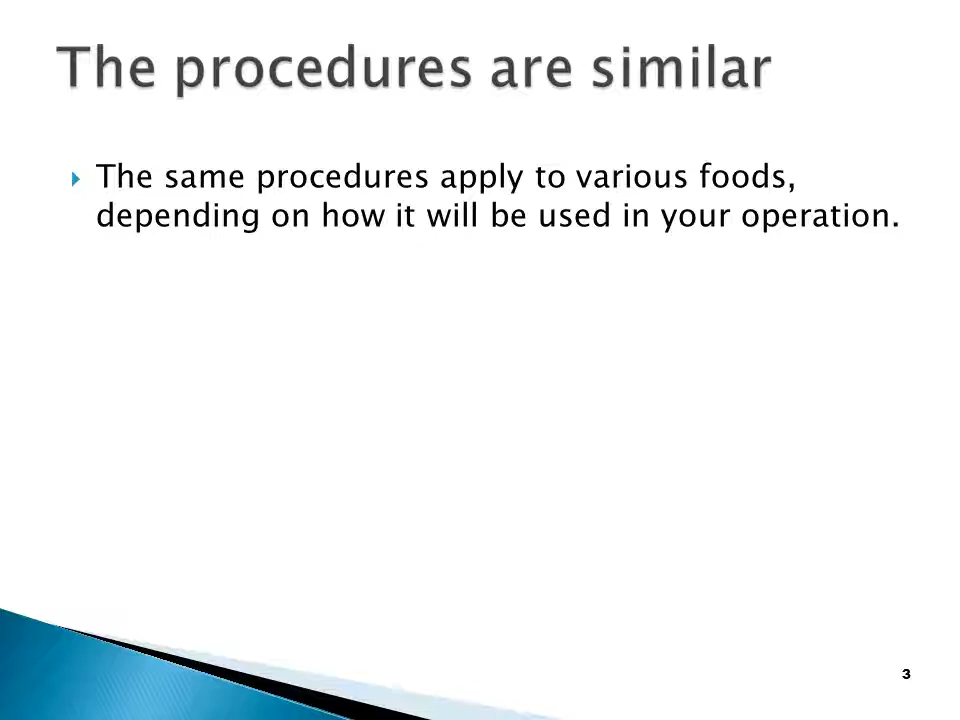 The procedures are similar
The same procedures apply to various foods,
depending on how it will be used in your operation.
3